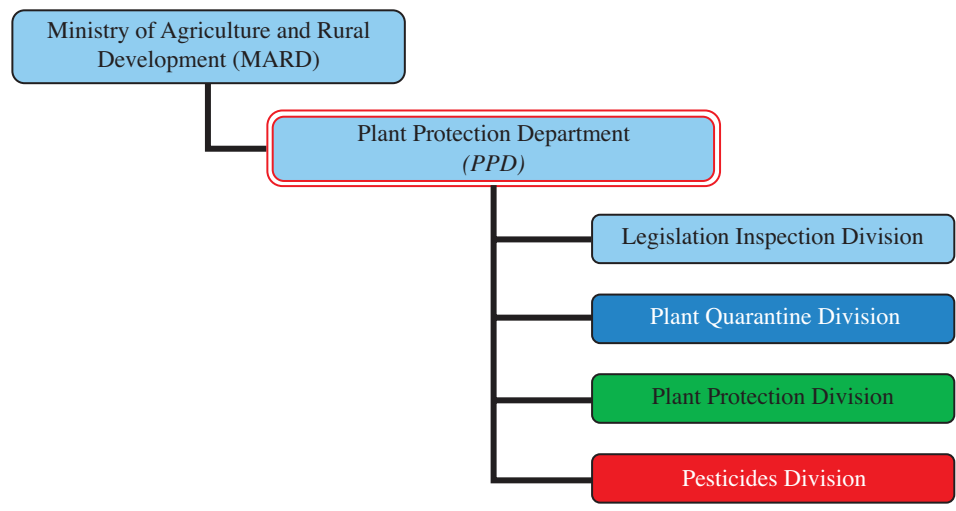 Ministry of Agriculture and Rural
Development (MARD)
Plant Protection Department
(PPD)
Legislation Inspection Division
Plant Quarantine Division
Plant Protection Division
Pesticides Division